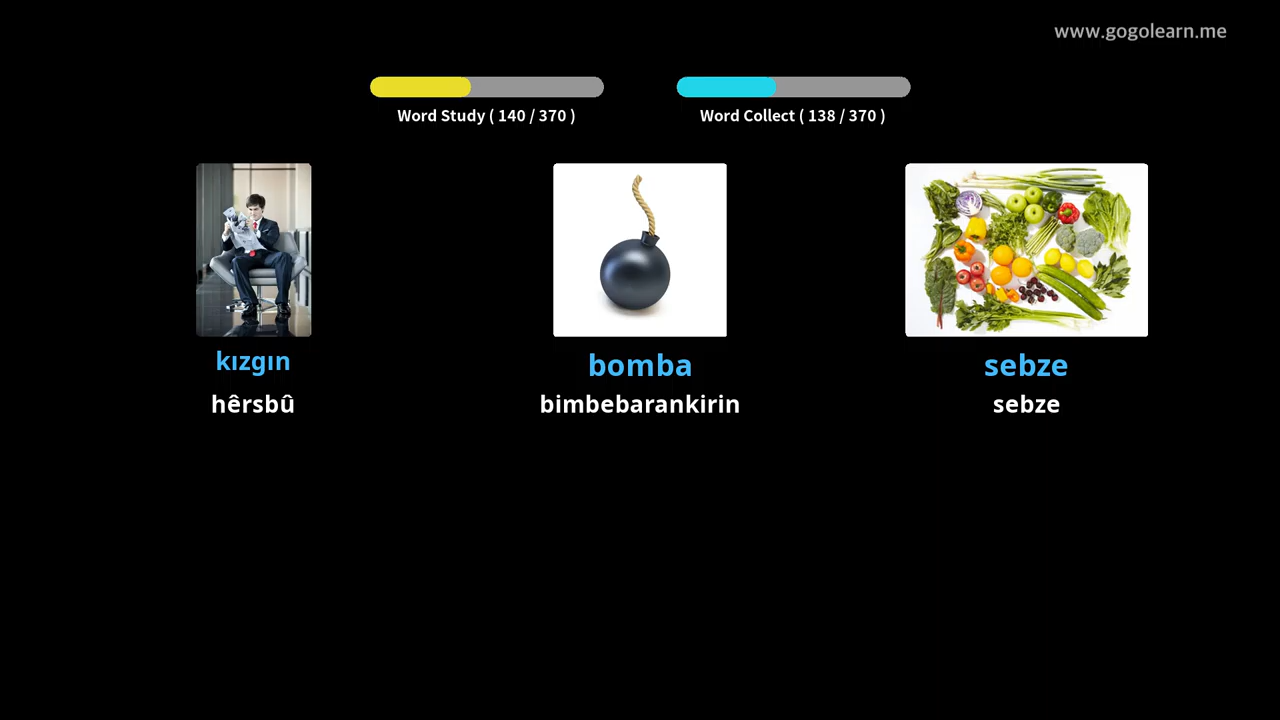 www.gogolearn.me
Word Study ( 140 / 370 )
Word Collect ( 138 / 370 )
kızgın
bomba
sebze
hêrsbû
bimbebarankirin
sebze